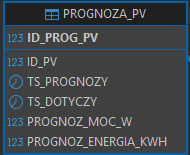 PROGNOZA_PV
123 ID_PROG_PV
123 ID_PV
TS_PROGNOZY
TS_DOTYCZY
123 PROGNOZ_MOC_W
123 PROGNOZ_ENERGIA_KWH